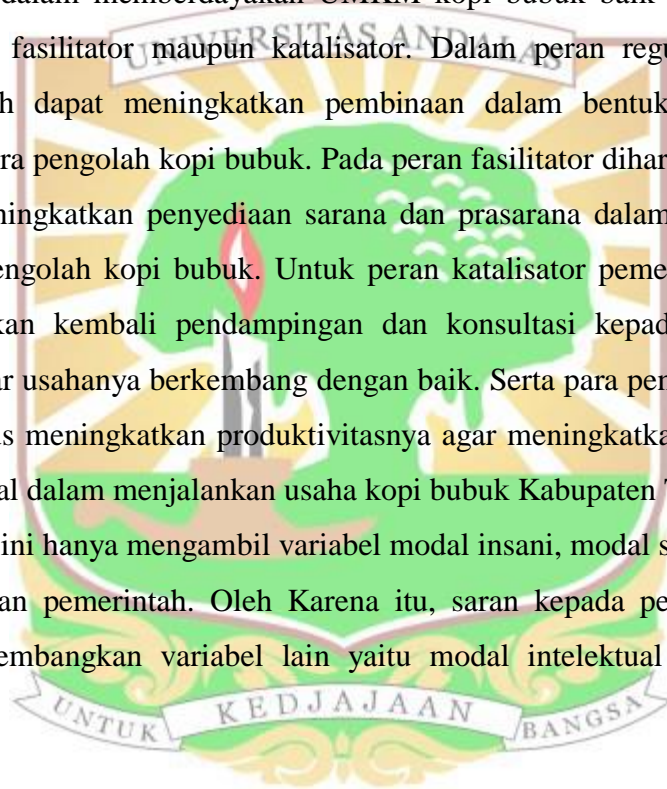 dalam memberdayakan UMKM kopi bubuk baik
fasilitator maupun katalisator. Dalam peran regu
UNIVERSITAS ANDALAS
h dapat meningkatkan pembinaan dalam bentuk
ra pengolah kopi bubuk. Pada peran fasilitator dihar
ningkatkan penyediaan sarana dan prasarana dalam
engolah kopi bubuk. Untuk peran katalisator peme
kan kembali pendampingan dan konsultasi kepad
ar usahanya berkembang dengan baik. Serta para pen
us meningkatkan produktivitasnya agar meningkatka
al dalam menjalankan usaha kopi bubuk Kabupaten T
ini hanya mengambil variabel modal insani, modal s
an pemerintah. Oleh Karena itu, saran kepada pe
embangkan variabel lain yaitu modal intelektual
UNTUK KEDJAJAAN BANGSA